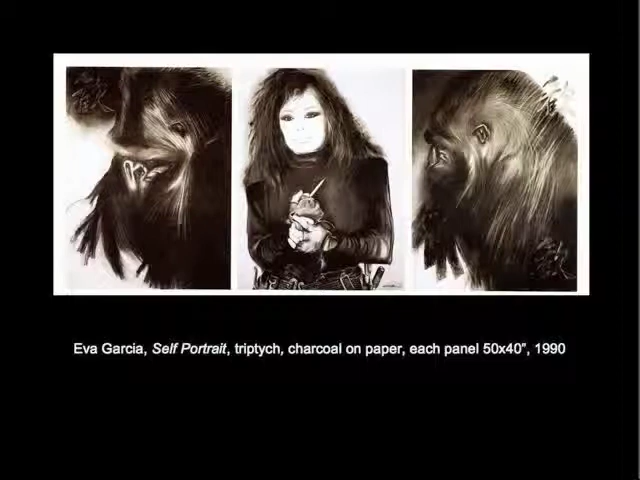 Eva Garcia, Self Portrait, triptych, charcoal on paper, each panel 50x40”, 1990